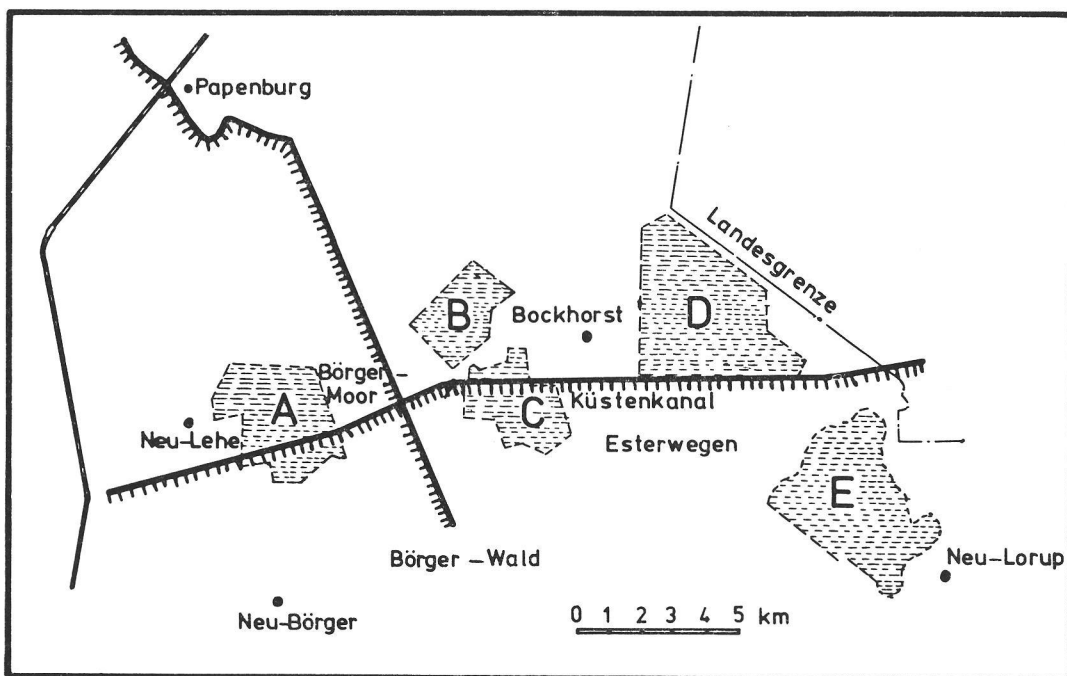 Papenburg
Landesgrenze
B
Bockhorst
D
Börger-
Moor
A
C
Küstenkanal
Neu-Lehe
Esterwegen
E
Börger-Wald
Neu-Lorup
Neu-Börger
0 1 2 3 4 5 km